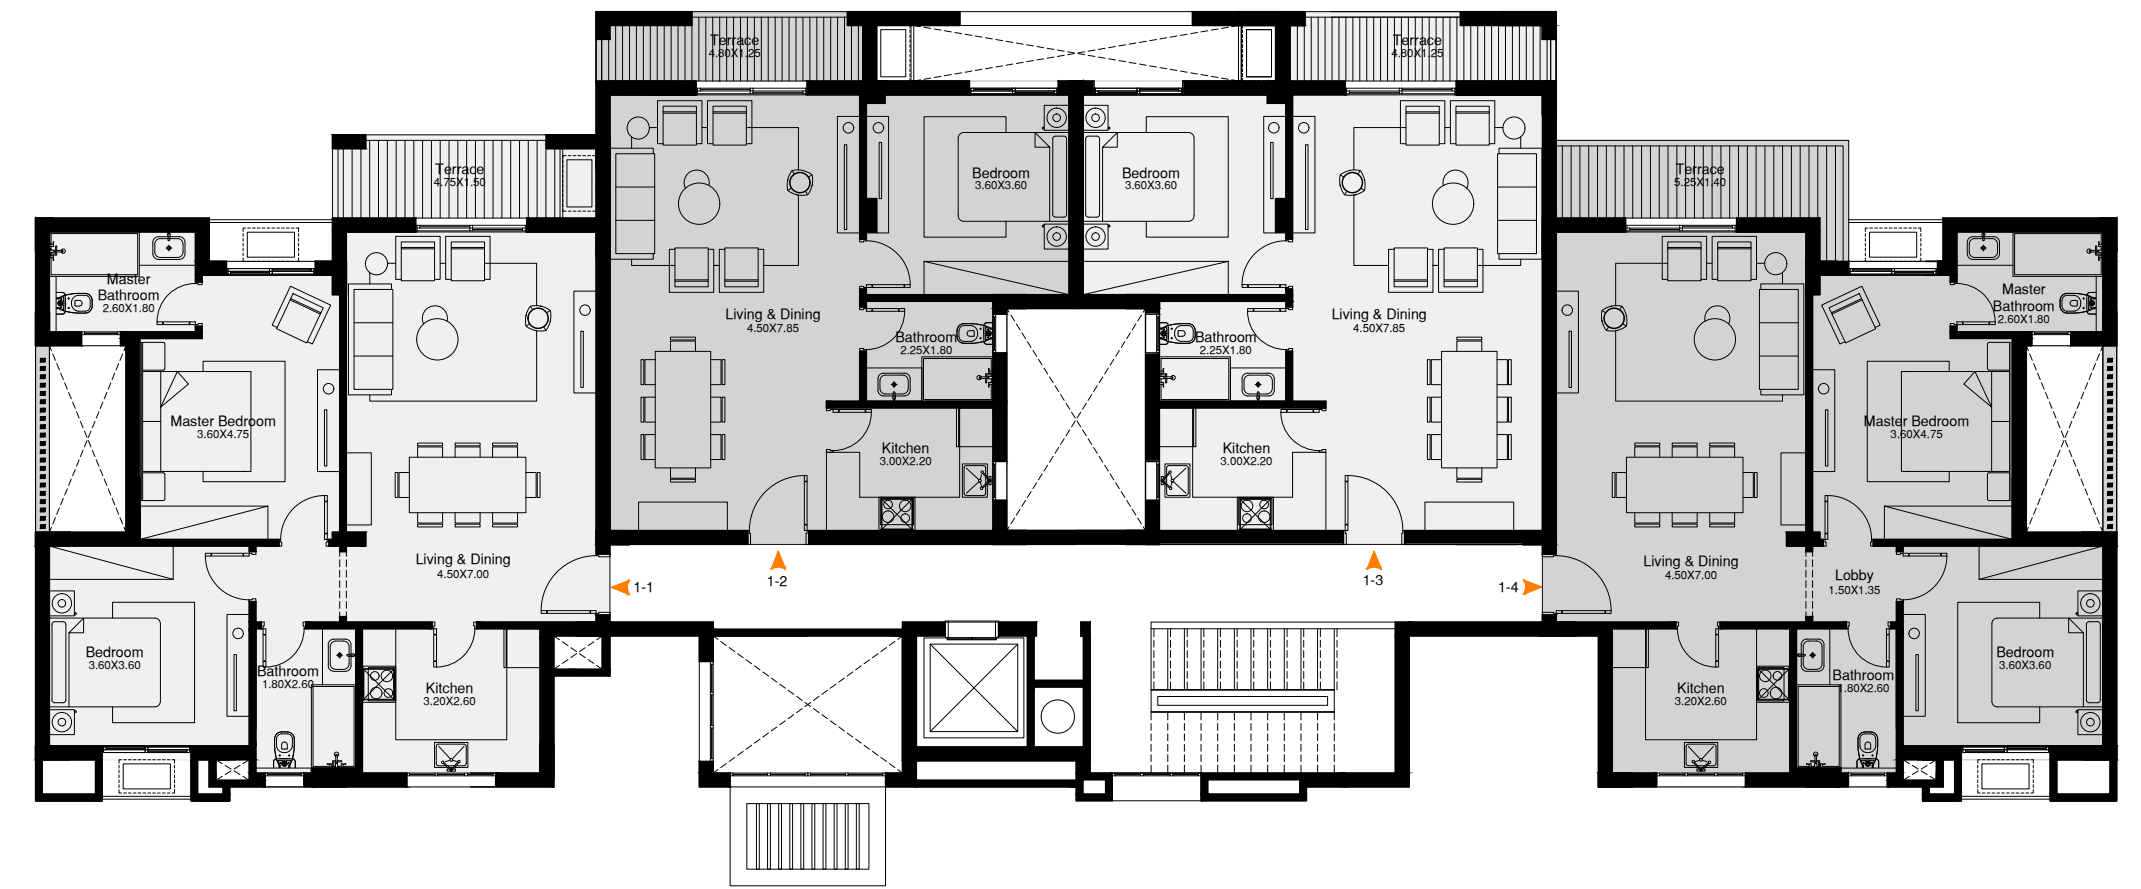 Terrace
4.80X1.25
Terrace
4.80X1.25
Terrace
4.75X1.50
Bedroom
3.60X3.60
Bedroom
3.60X3.60
Terrace
5.25X1.40
Master
Bathroom
2.60X1.80
Living & Dining
4.50X7.85
Bathroom
2.25X1.80
Bathroom
2.25X1.80
Living & Dining
4.50X7.85
Master
Bathroom
2.60X1.80
Master Bedroom
3.60X4.75
Kitchen
3.00X2.20
Kitchen
3.00X2.20
Master Bedroom
3.60X4.75
Living & Dining
4.50X7.00
1-1
1-2
1-3
1-4
Living & Dining
4.50X7.00
Lobby
1.50X1.35
Bedroom
3.60X3.60
Bathroom
1.80X2.60
Kitchen
3.20X2.60
Kitchen
3.20X2.60
Bathroom
1.80X2.60
Bedroom
3.60X3.60